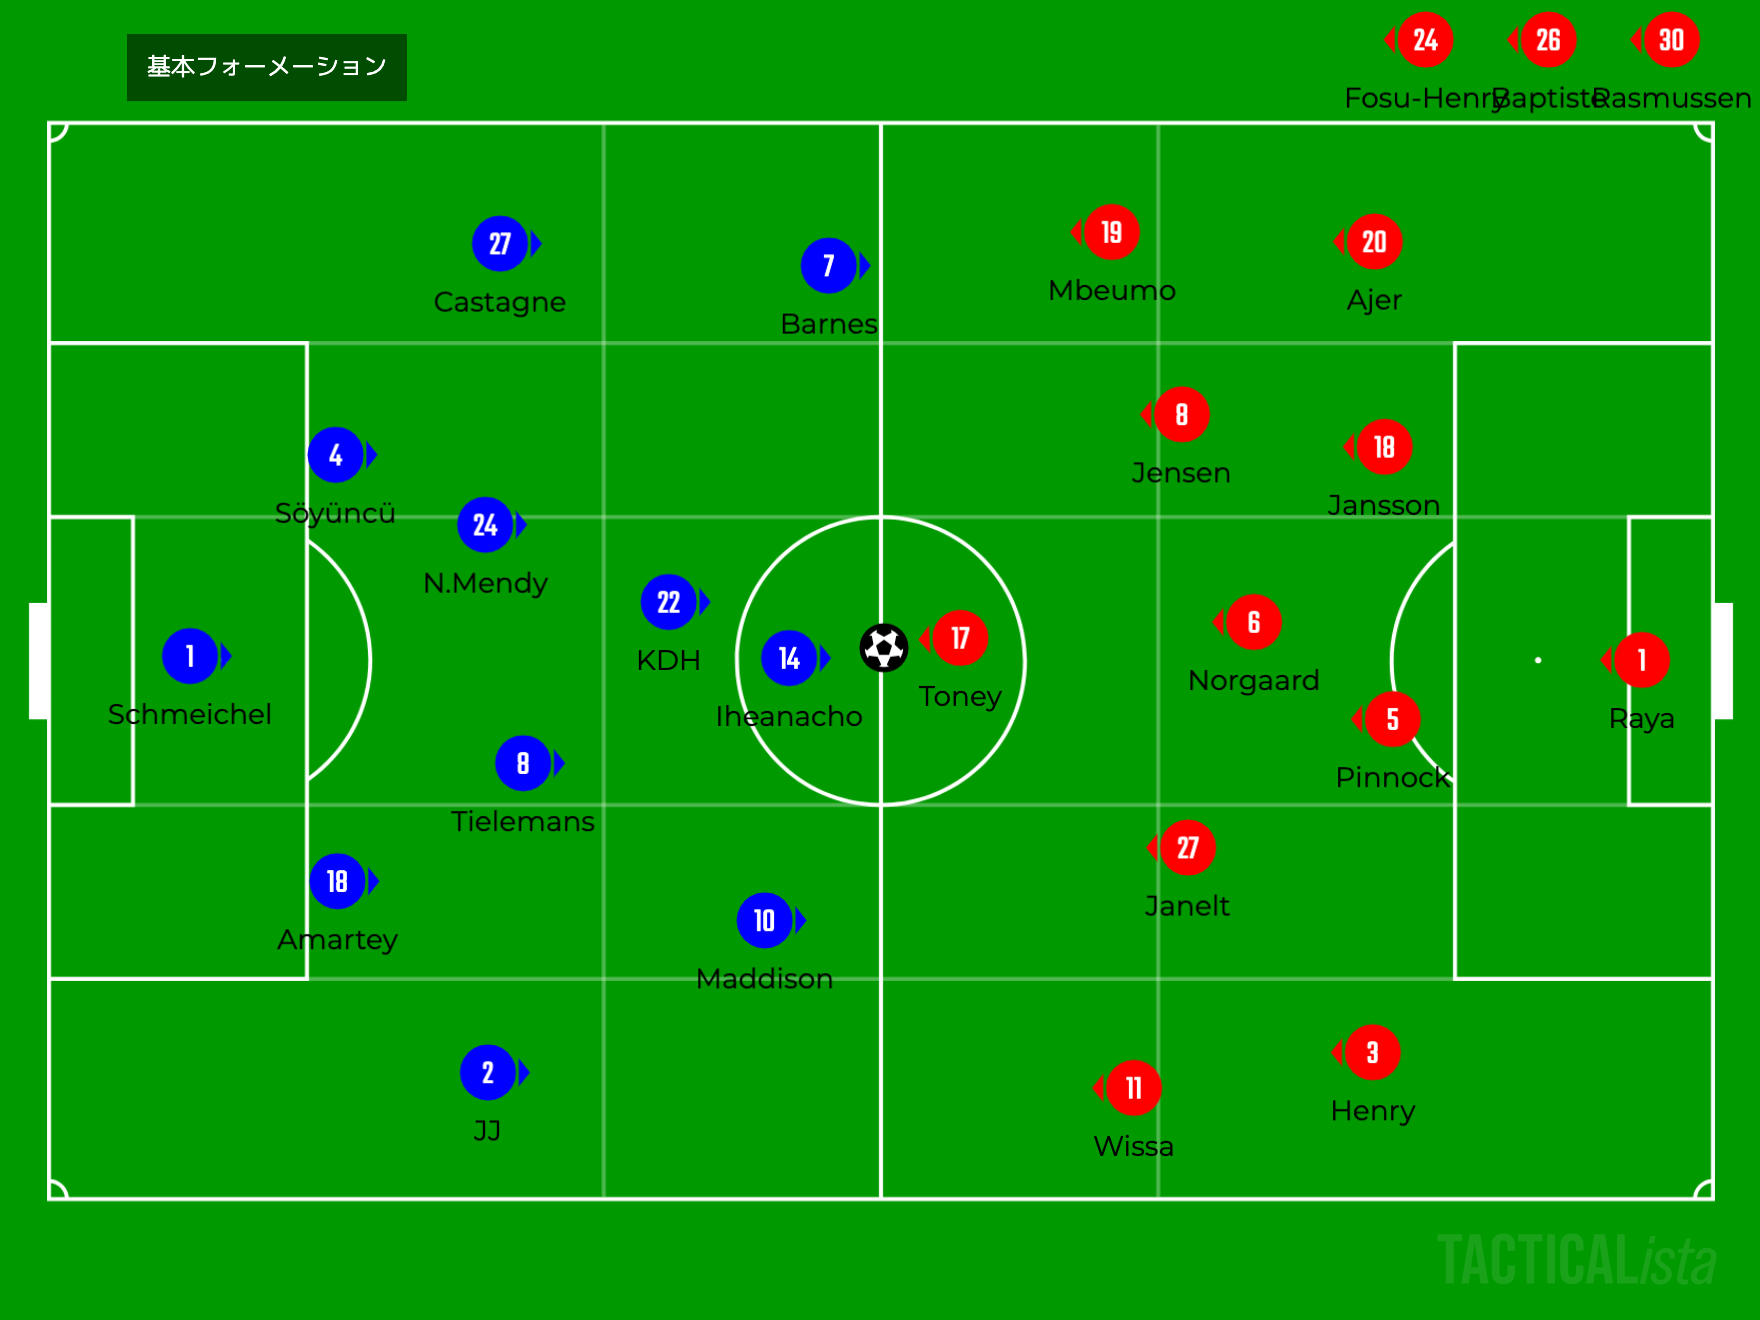 24 26 30
Fosu-Henry Baptiste Rasmussen
基本フォーメーション
19
20
27
7
Mbeumo
Ajer
Castagne
Barnes
8
18
4
Jensen
Jansson
Söyüncü
24
N.Mendy
22
6
17
1
14
1
KDH
Norgaard
Toney
Schmeichel
Iheanacho
5
Raya
8
Pinnock
Tielemans
27
18
Janelt
Amartey
10
Maddison
3
2
11
Henry
JJ
Wissa
TACTICALista